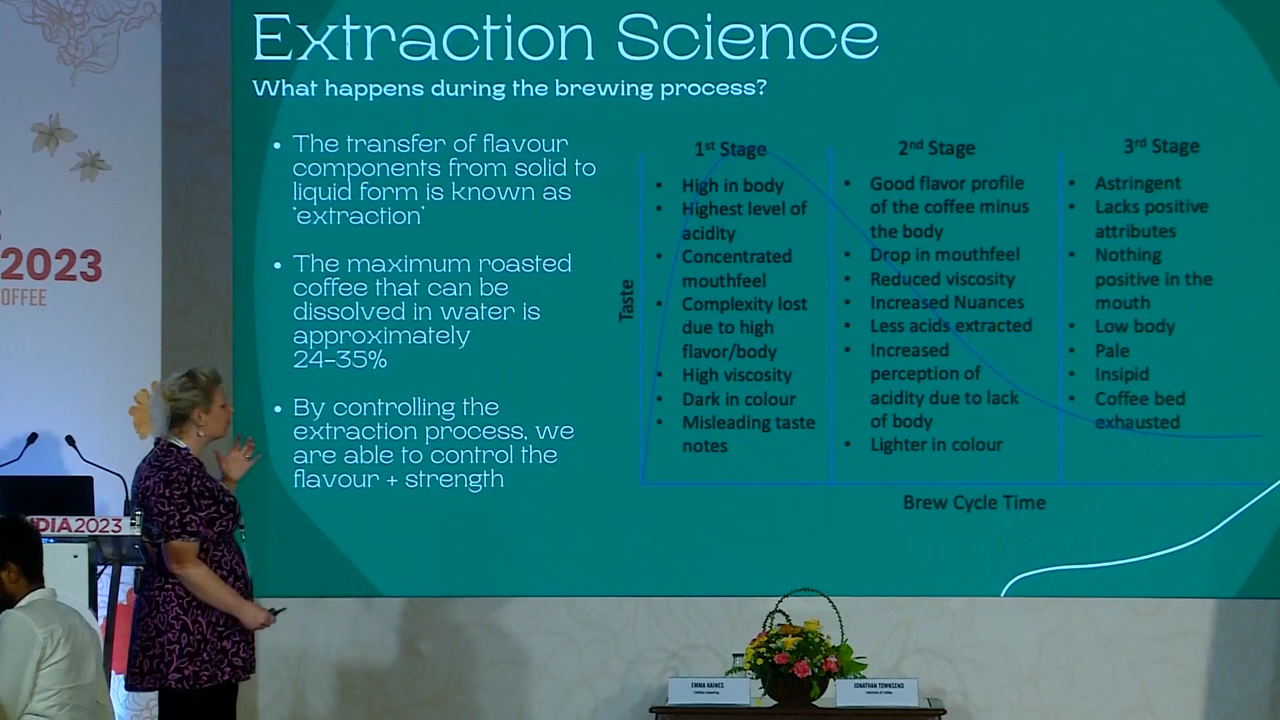 Extraction Science
What happens during the brewing process?
• The transfer of flavour
components from solid to
liquid form is known as
'extraction'
• The maximum roasted
coffee that can be
dissolved in water is
approximately
24-35%
• By controlling the
extraction process, we
are able to control the
flavour + strength
Taste
1st Stage
• High in body
• Highest level of
acidity
• Concentrated
mouthfeel
• Complexity lost
due to high
flavor/body
• High viscosity
• Dark in colour
• Misleading taste
notes
2nd Stage
• Good flavor profile
of the coffee minus
the body
• Drop in mouthfeel
• Reduced viscosity
• Increased Nuances
• Less acids extracted
• Increased
perception of
acidity due to lack
of body
• Lighter in colour
3rd Stage
• Astringent
• Lacks positive
attributes
• Nothing
positive in the
mouth
• Low body
• Pale
• Insipid
• Coffee bed
exhausted
Brew Cycle Time
2023
OFFEE
DIA2023
EMMA HAINES
JONATHAN TOWNSEND
Institute of Coffee